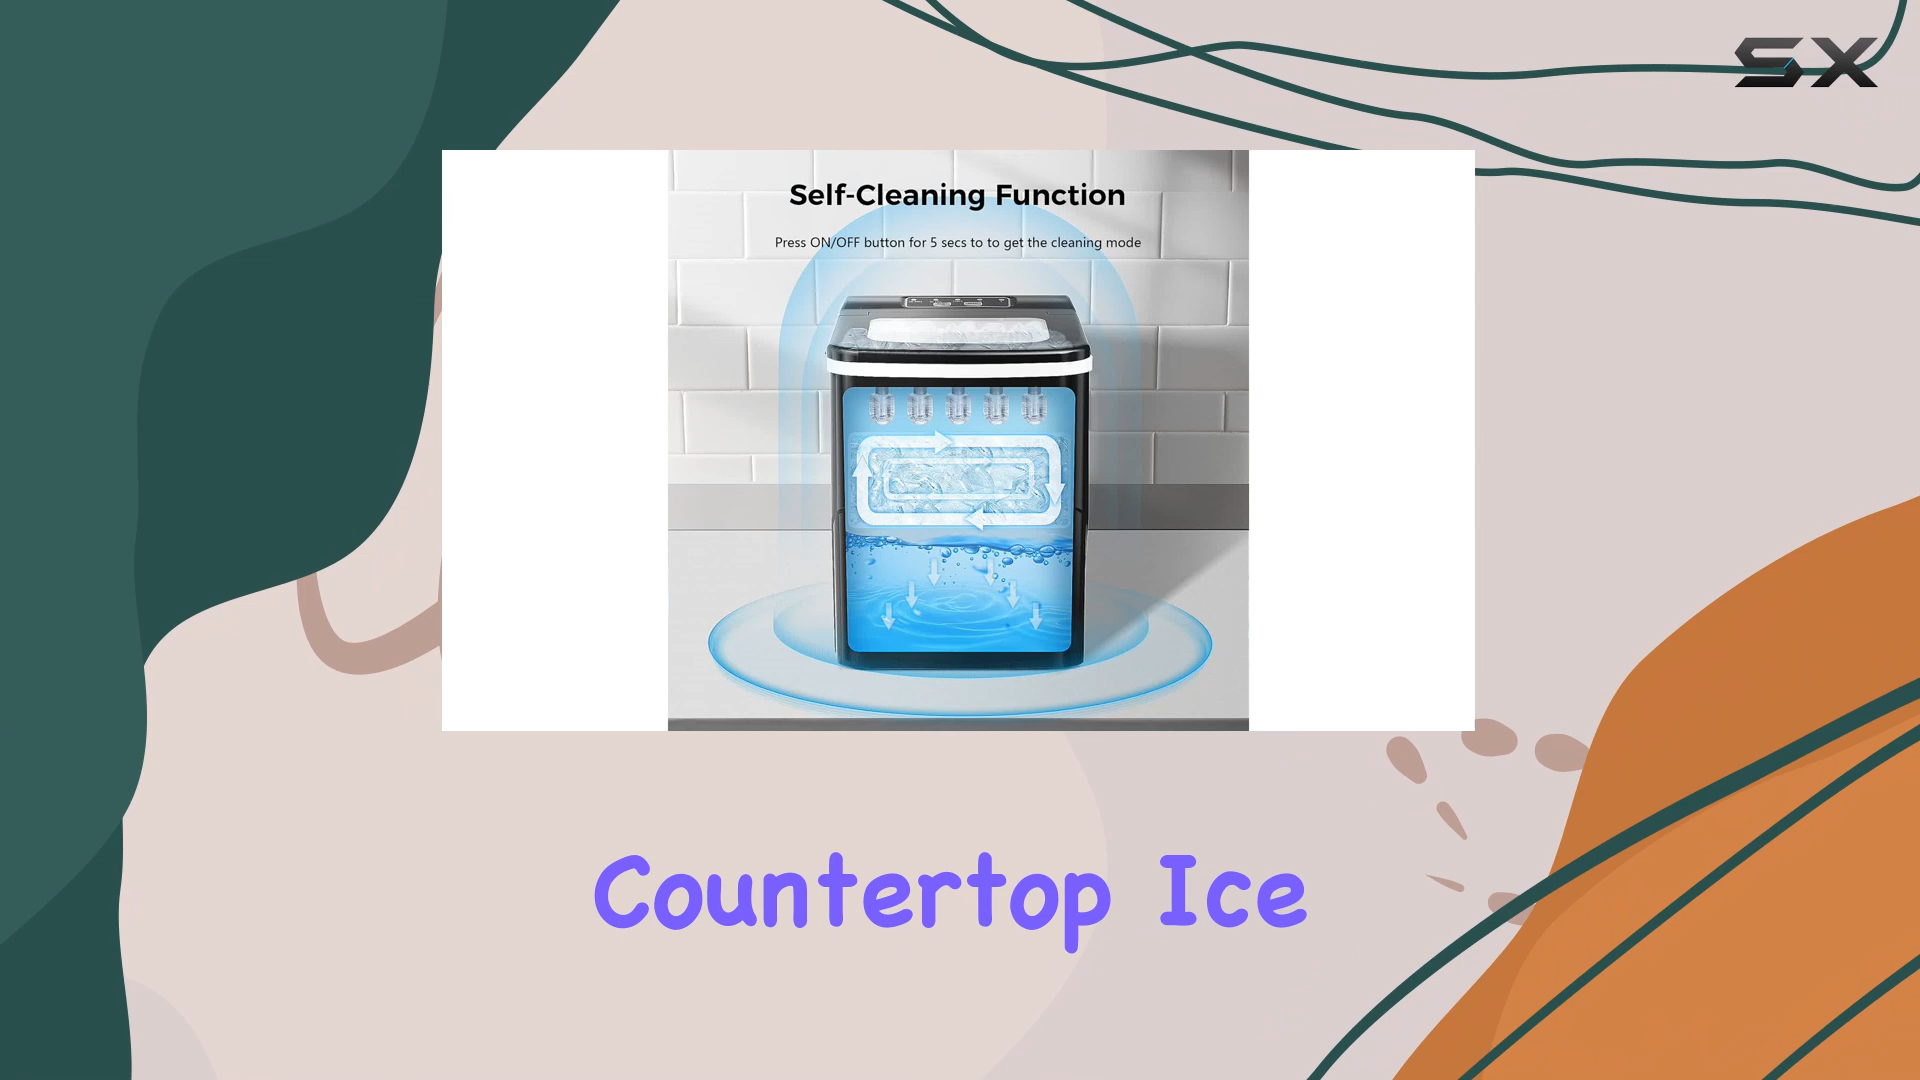 SX
Self-Cleaning Function
Press ON/OFF button for 5 secs to to get the cleaning mode
Countertop Ice